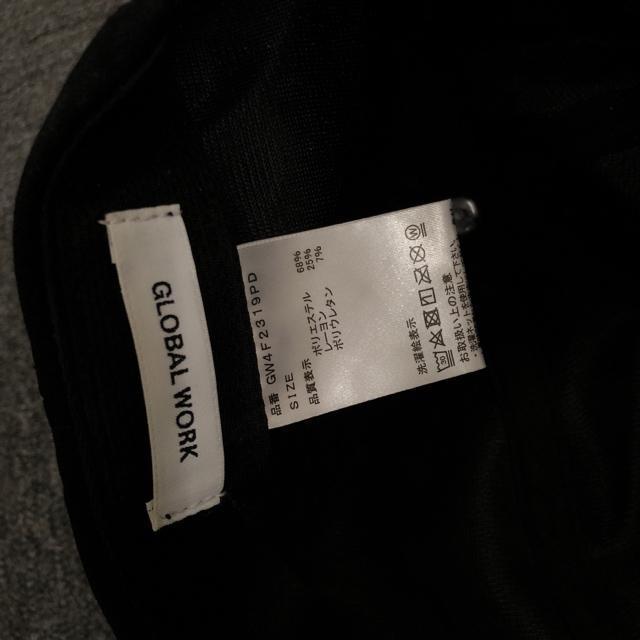 GLOBAL WORK
品番 GW4F2319PD
SIZE
品質表示
ポリエステル 68%
レーヨン 25%
ポリウレタン 7%
洗濯絵表示
お取扱い上の注意